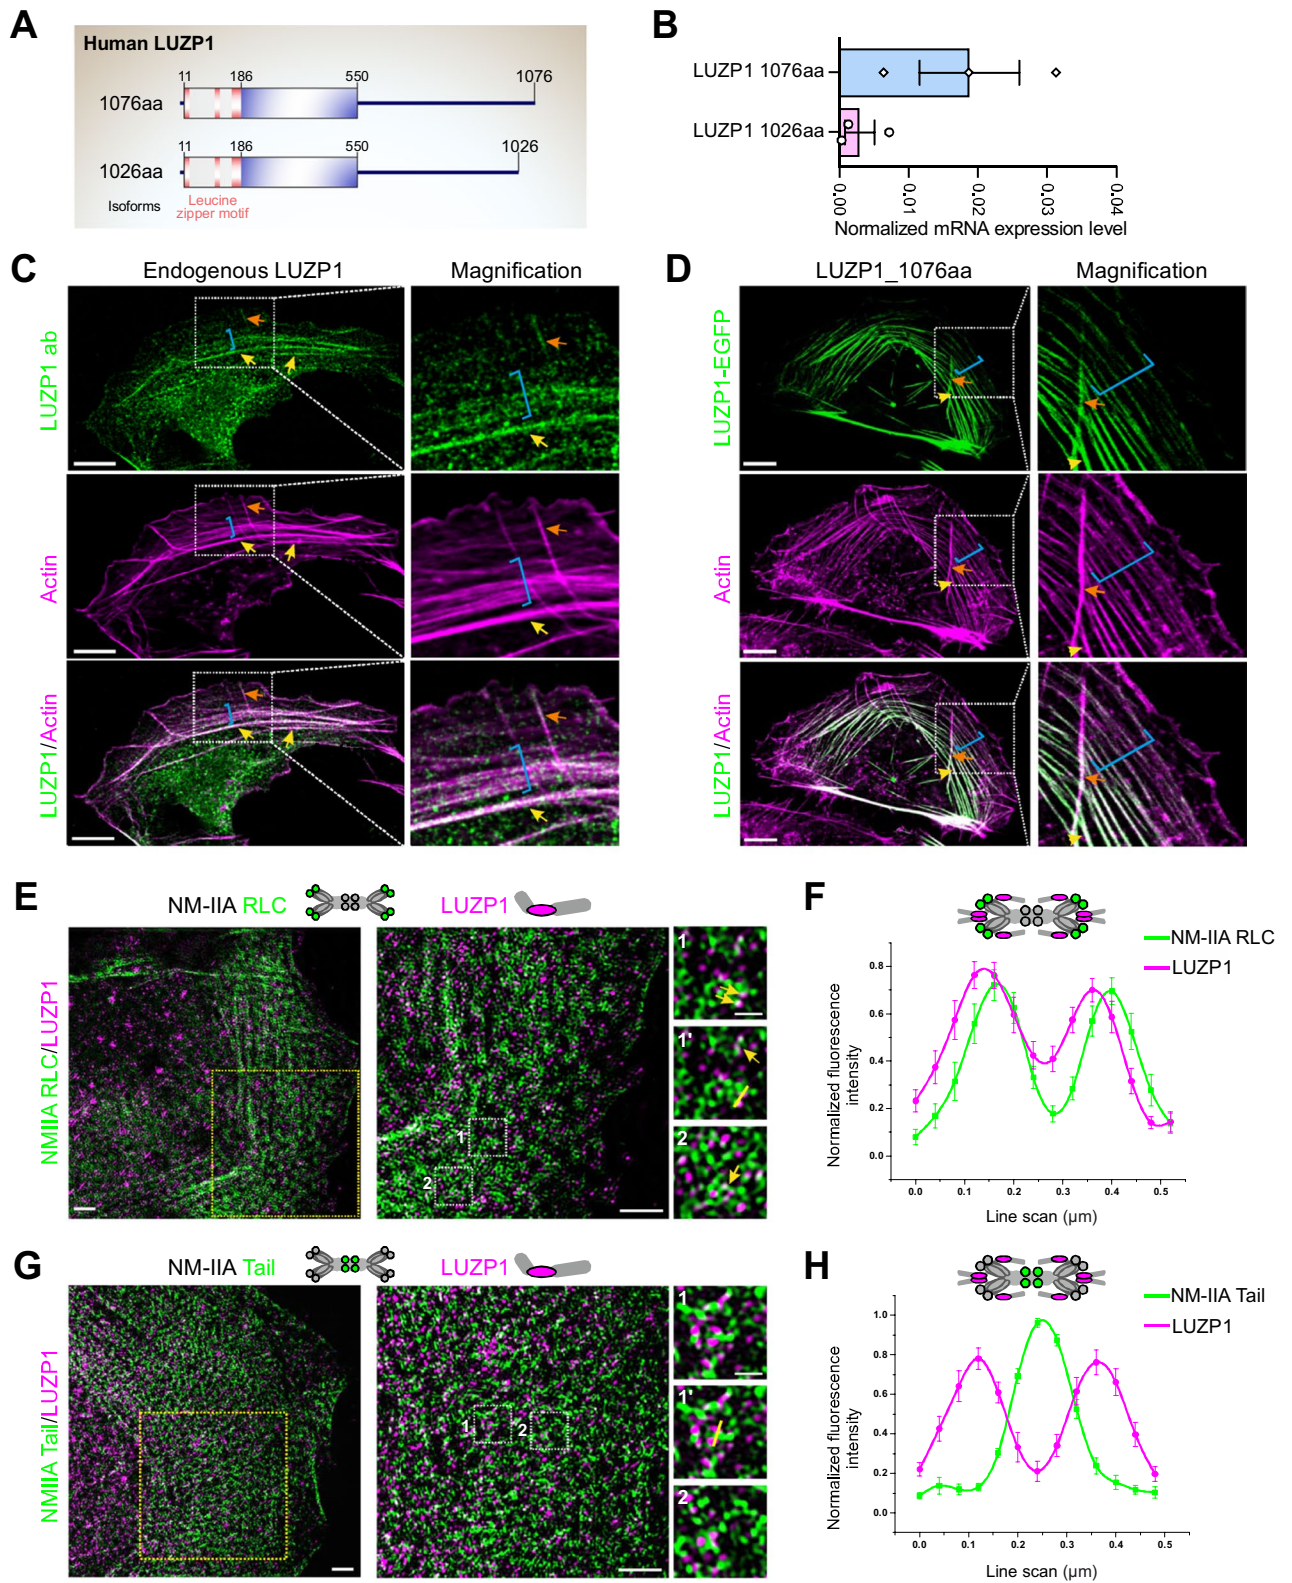 A
Human LUZP1
11 186 550 1076
1076aa
11 186 550 1026
1026aa
Isoforms
Leucine
zipper motif
B
LUZP1 1076aa
LUZP1 1026aa
0.00 0.01 0.02 0.03 0.04
Normalized mRNA expression level
C
Endogenous LUZP1 Magnification
LUZP1 ab
Actin
LUZP1/Actin
D
LUZP1_1076aa Magnification
LUZP1-EGFP
Actin
LUZP1/Actin
E
NM-IIA RLC LUZP1
NMIIA RLC/LUZP1
1
2
1
1'
2
F
NM-IIA RLC
LUZP1
Normalized fluorescence
intensity
0.8
0.6
0.4
0.2
0.0
0.0 0.1 0.2 0.3 0.4 0.5
Line scan (µm)
G
NM-IIA Tail LUZP1
NMIIA Tail/LUZP1
1 2
1
1'
2
H
NM-IIA Tail
LUZP1
Normalized fluorescence
intensity
1.0
0.8
0.6
0.4
0.2
0.0
0.0 0.1 0.2 0.3 0.4 0.5
Line scan (µm)